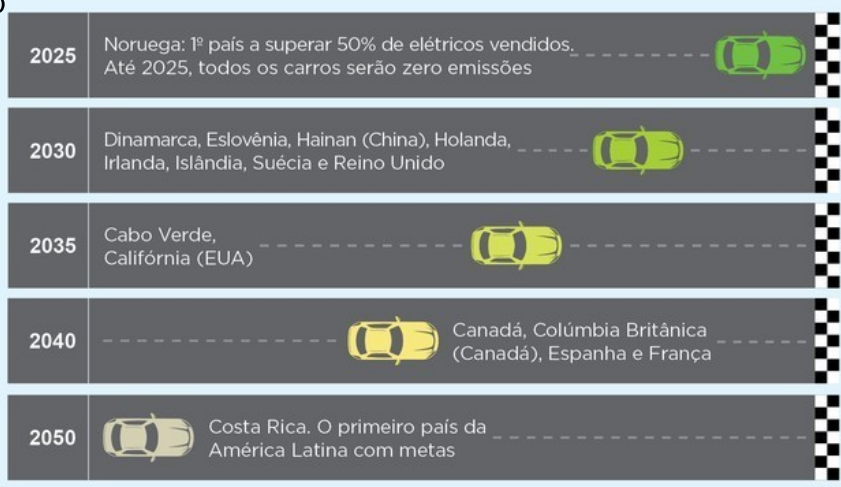 2025
Noruega: 1º país a superar 50% de elétricos vendidos.
Até 2025, todos os carros serão zero emissões
2030
Dinamarca, Eslovênia, Hainan (China), Holanda,
Irlanda, Islândia, Suécia e Reino Unido
2035
Cabo Verde,
Califórnia (EUA)
2040
Canadá, Colúmbia Britânica
(Canadá), Espanha e França
2050
Costa Rica. O primeiro país da
América Latina com metas